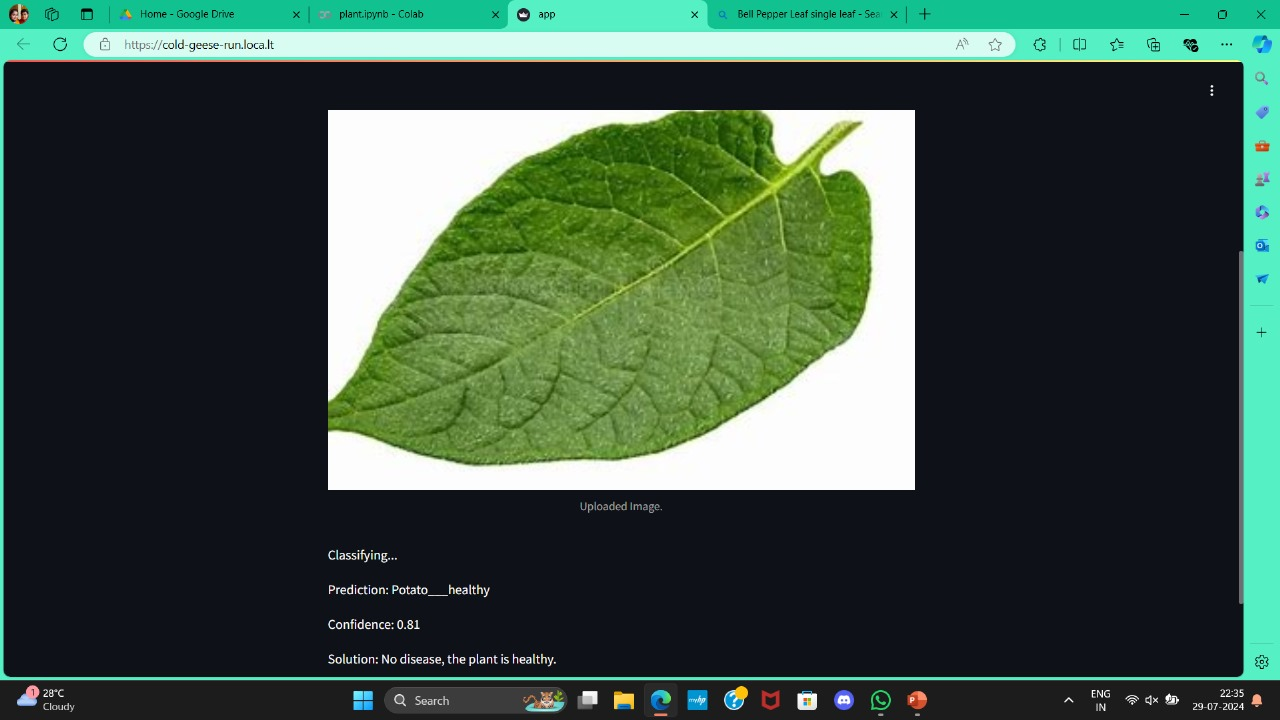 Home - Google Drive
plant.ipynb - Colab
app
Bell Pepper Leaf single leaf - Sea
https://cold-geese-run.loca.lt
Uploaded Image.
Classifying...
Prediction: Potato___healthy
Confidence: 0.81
Solution: No disease, the plant is healthy.
1
28°C
Cloudy
Search
ENG
IN
22:35
29-07-2024